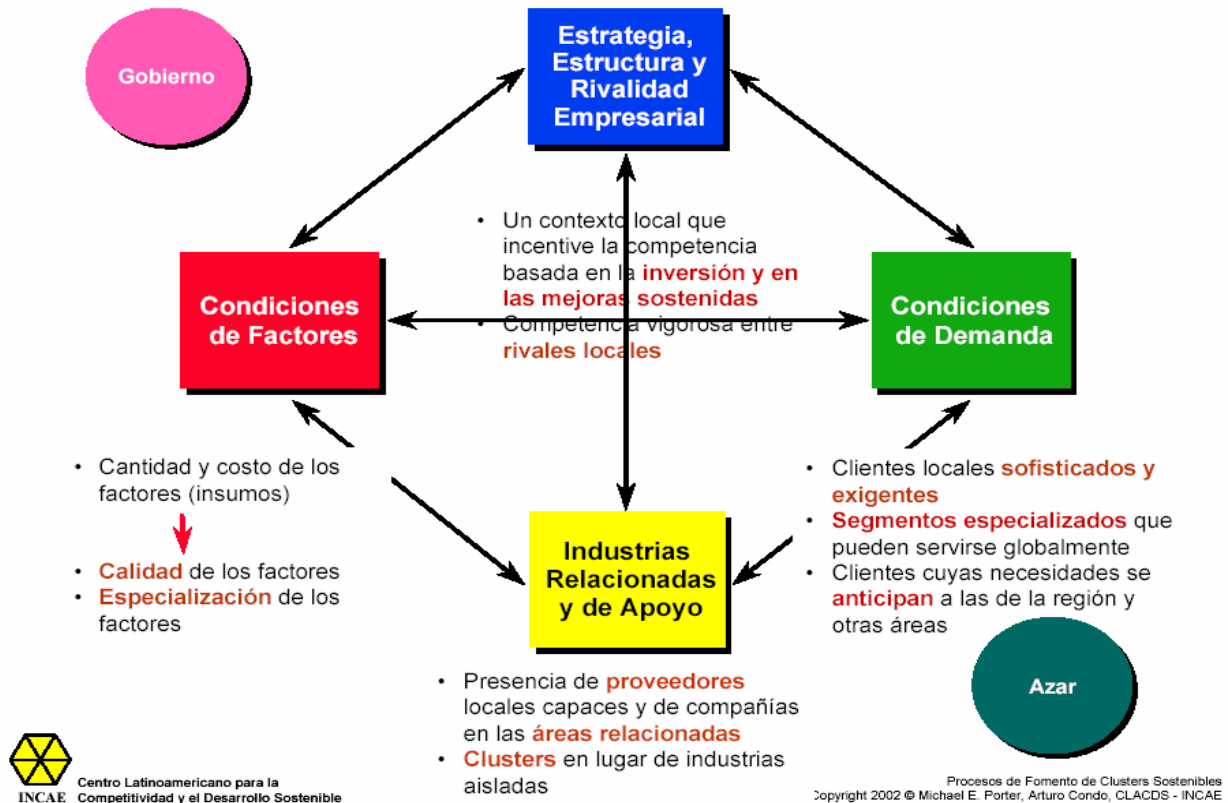 Gobierno
Estrategia,
Estructura y
Rivalidad
Empresarial
• Un contexto local que
incentive la competencia
basada en la inversión y en
las mejoras sostenidas
• Competencia vigorosa entre
rivales locales
Condiciones
de Factores
Condiciones
de Demanda
• Cantidad y costo de los
factores (insumos)
• Calidad de los factores
• Especialización de los
factores
Industrias
Relacionadas
y de Apoyo
• Clientes locales sofisticados y
exigentes
• Segmentos especializados que
pueden servirse globalmente
• Clientes cuyas necesidades se
anticipan a las de la región y
otras áreas
• Presencia de proveedores
locales capaces y de compañías
en las áreas relacionadas
• Clusters en lugar de industrias
aisladas
Azar
INCAE
Centro Latinoamericano para la
Competitividad y el Desarrollo Sostenible
Procesos de Fomento de Clusters Sostenibles
Copyright 2002 © Michael E. Porter, Arturo Condo, CLACDS - INCAE